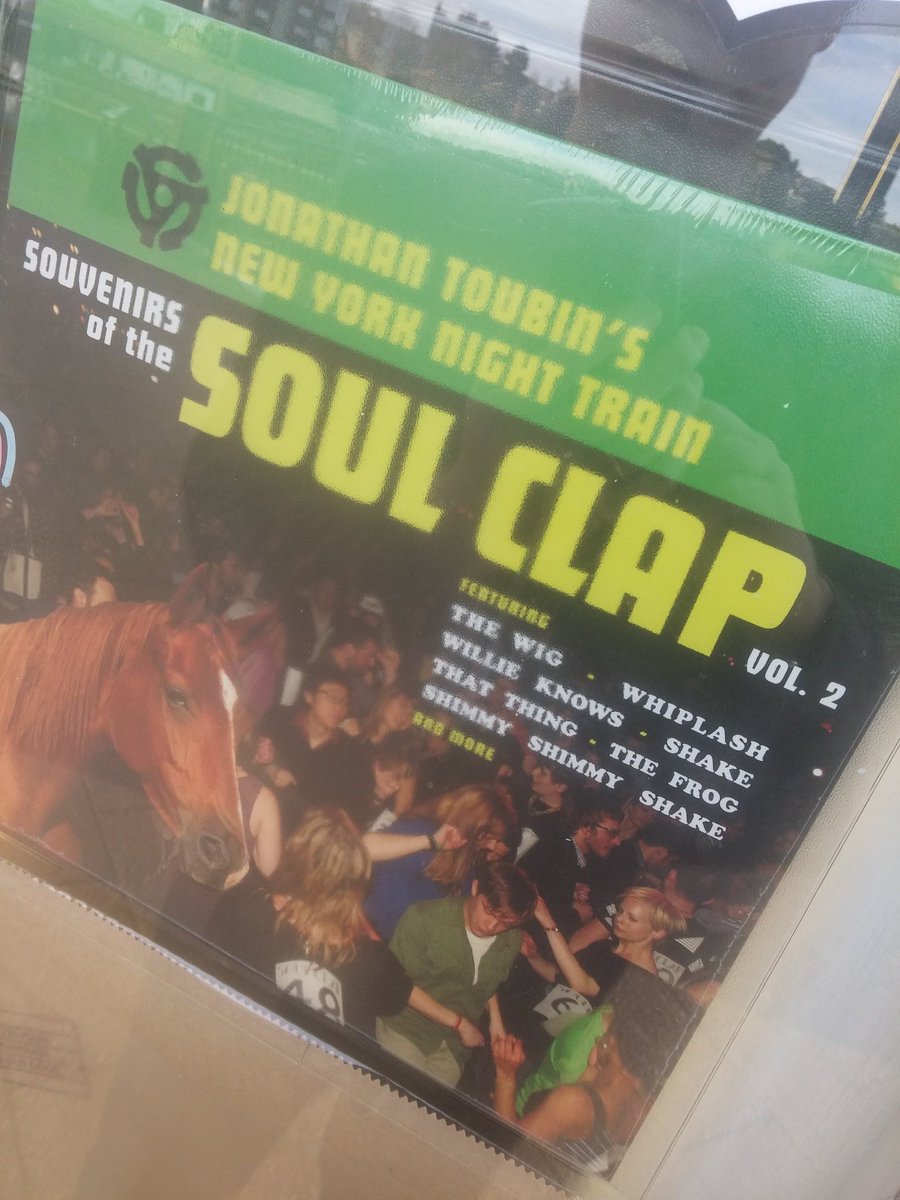 JONATHAN TOUBIN'S
NEW YORK NIGHT TRAIN
"SOUVENIRS"
of the
SOUL CLAP
VOL. 2
FEATURING
THE WIG - WHIPLASH
WILLIE KNOWS - SHAKE
THAT THING - THE FROG
SHIMMY SHIMMY SHAKE
AND MORE
49